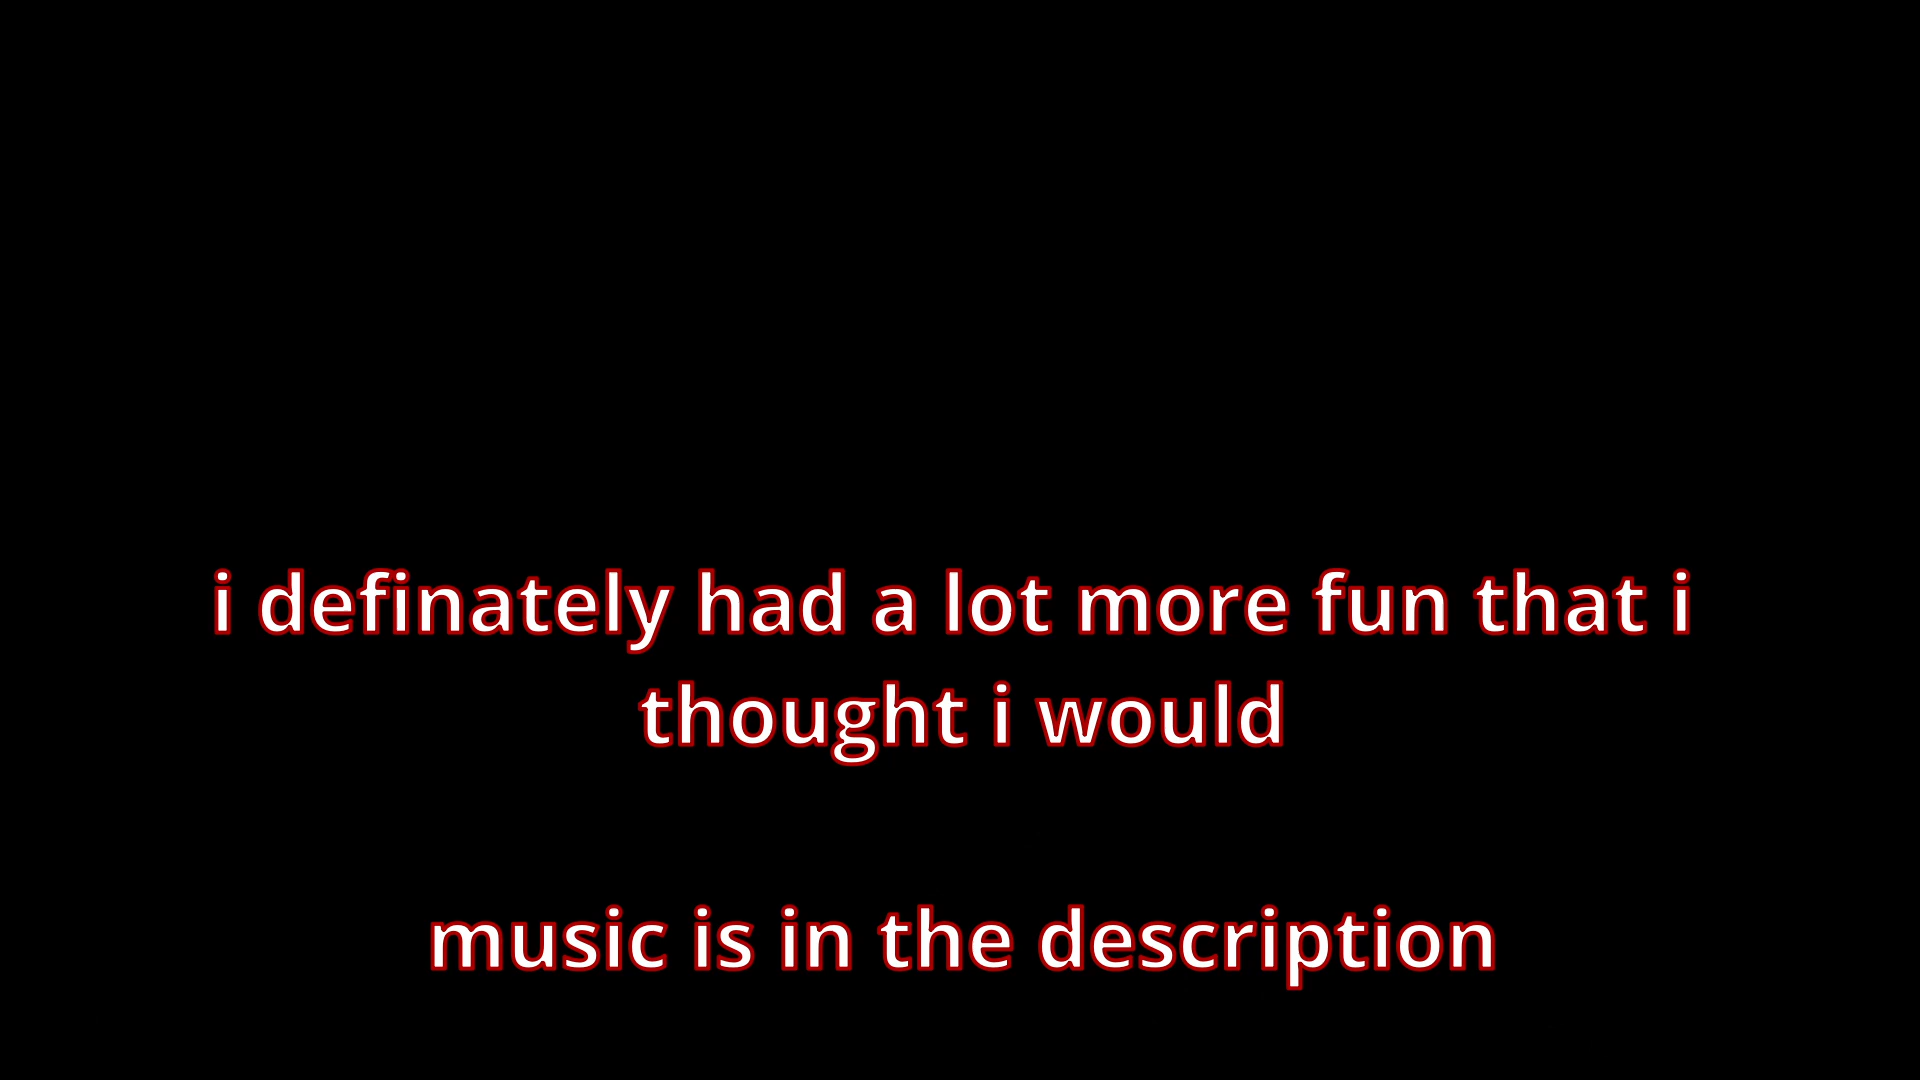 i definately had a lot more fun that i
thought i would
music is in the description